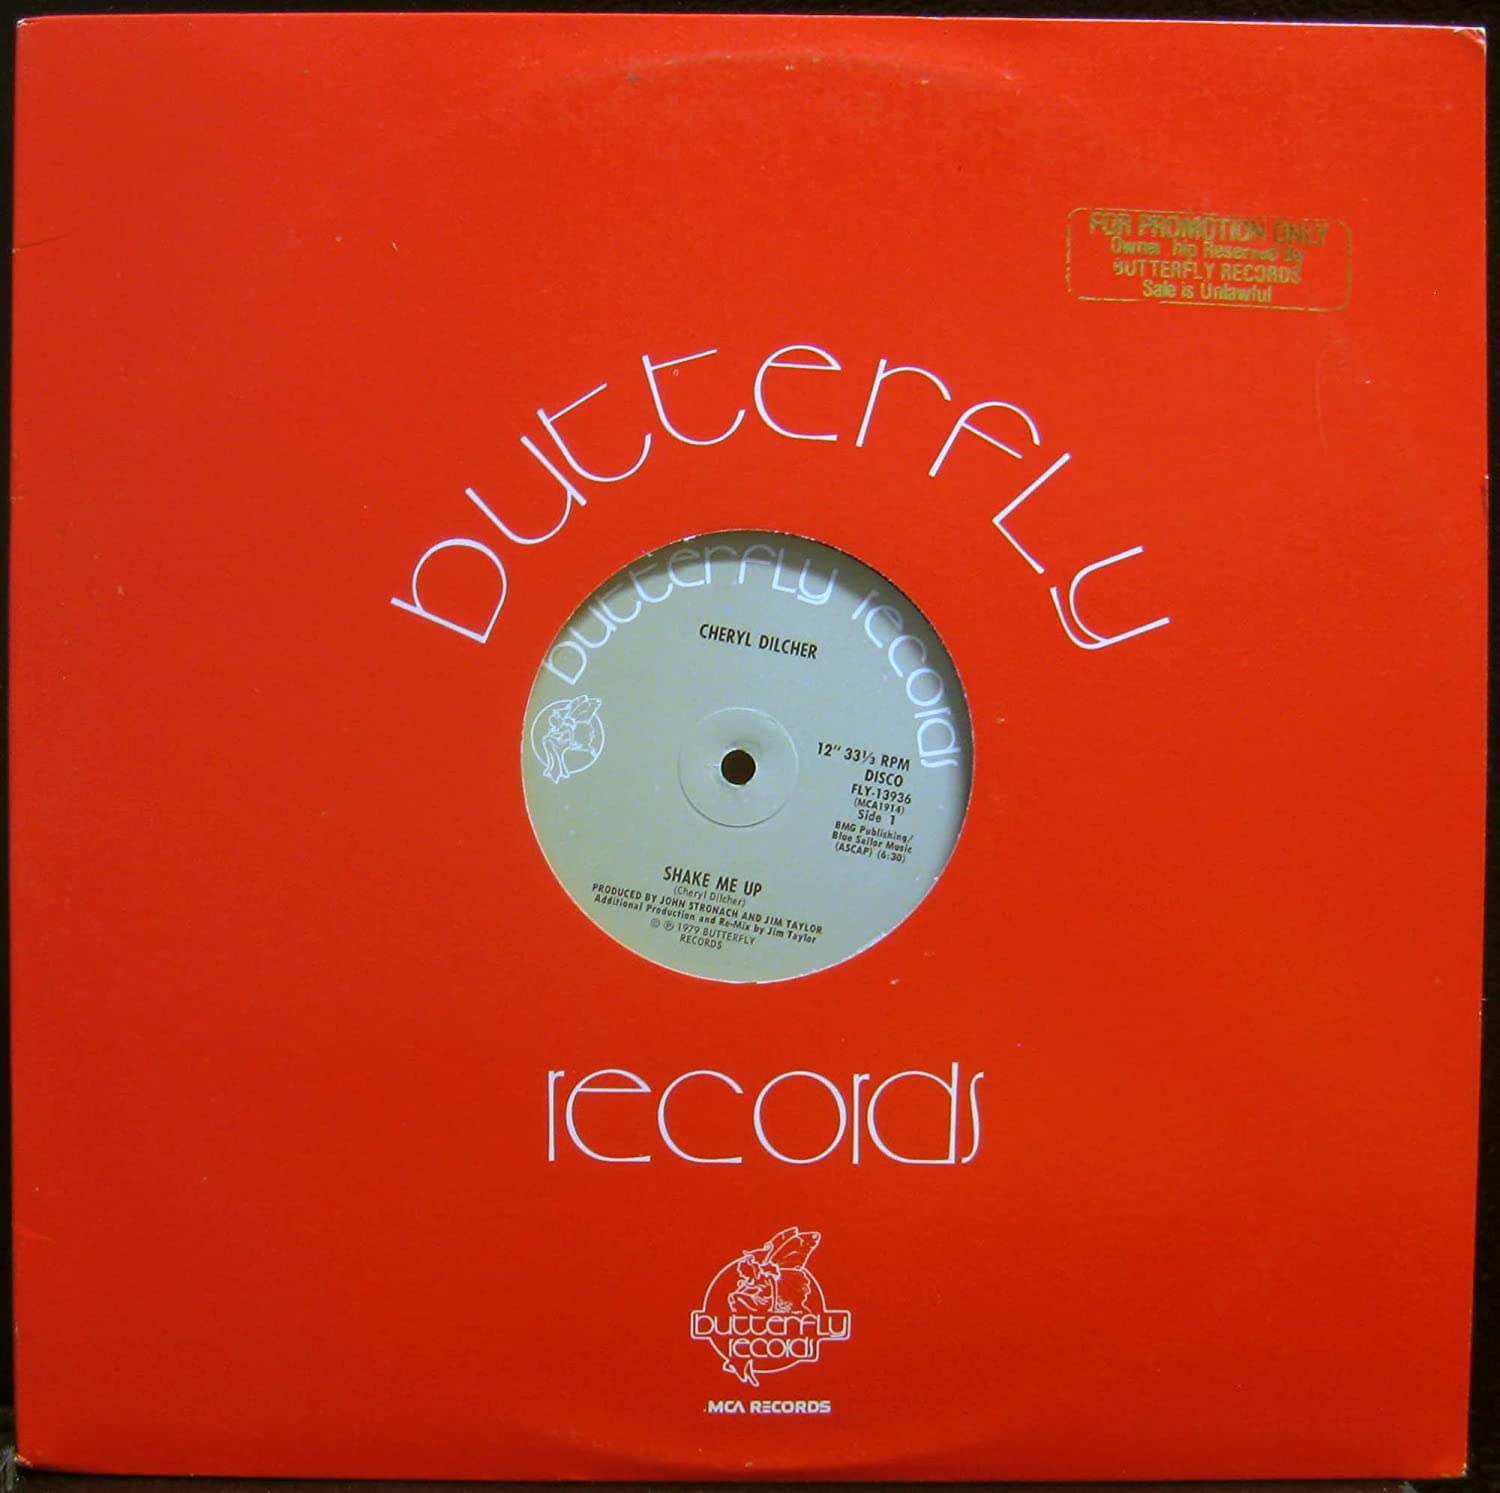 FOR PROMOTION ONLY
Owner hip Reserved By
BUTTERFLY RECORDS
Sale is Unlawful
butterfly
butterfly records
CHERYL DILCHER
12" 33⅓ RPM
DISCO
FLY-13936
(MCA1914)
Side 1
BMG Publishing/
Blue Sailor Music
(ASCAP) (6:30)
SHAKE ME UP
(Cheryl Dilcher)
PRODUCED BY JOHN STRONACH AND JIM TAYLOR
Additional Production and Re-Mix by Jim Taylor
© ℗ 1979 BUTTERFLY
RECORDS
records
butterfly
records
MCA RECORDS